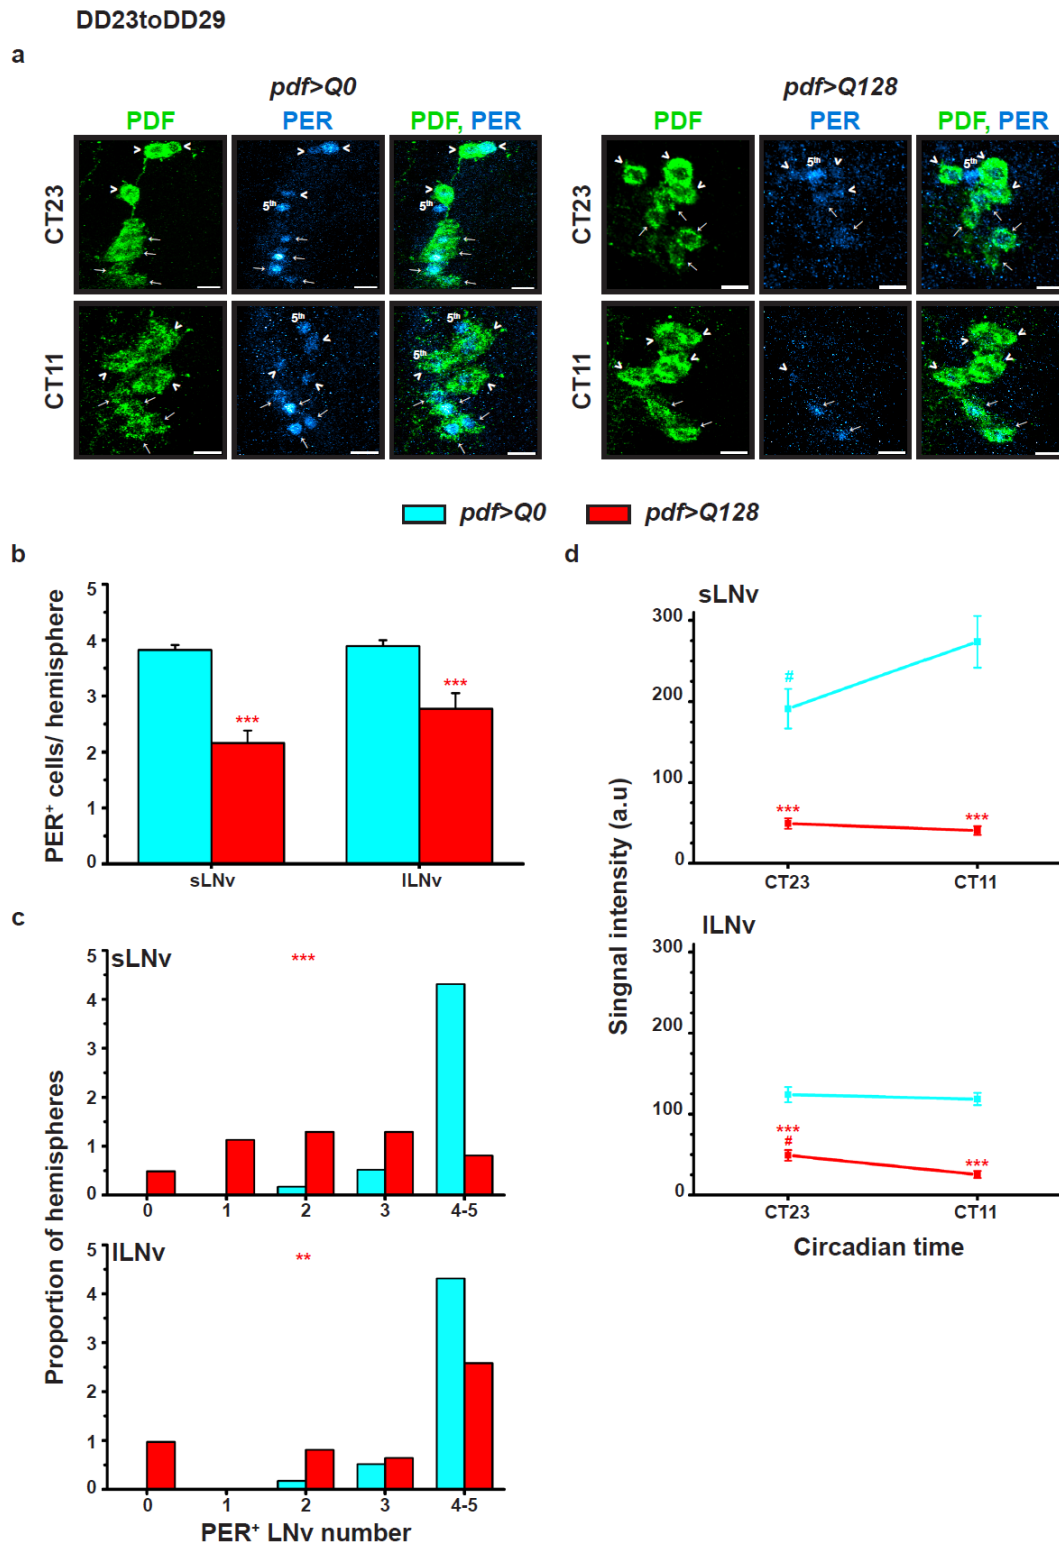 DD23toDD29
a
pdf>Q0
pdf>Q128
PDF PER PDF, PER
PDF PER PDF, PER
CT23
5th
CT23
5th
5th
CT11
5th
5th
CT11
pdf>Q0 pdf>Q128
b
5
4
3
2
1
0
PER+ cells/ hemisphere
***
***
sLNv lLNv
c
Proportion of hemispheres
sLNv
***
5
4
3
2
1
0
0 1 2 3 4-5
lLNv
**
5
4
3
2
1
0
0 1 2 3 4-5
PER+ LNv number
d
Singnal intensity (a.u)
sLNv
300
200
100
0
#
***
***
CT23 CT11
lLNv
300
200
100
0
***
#
***
CT23 CT11
Circadian time